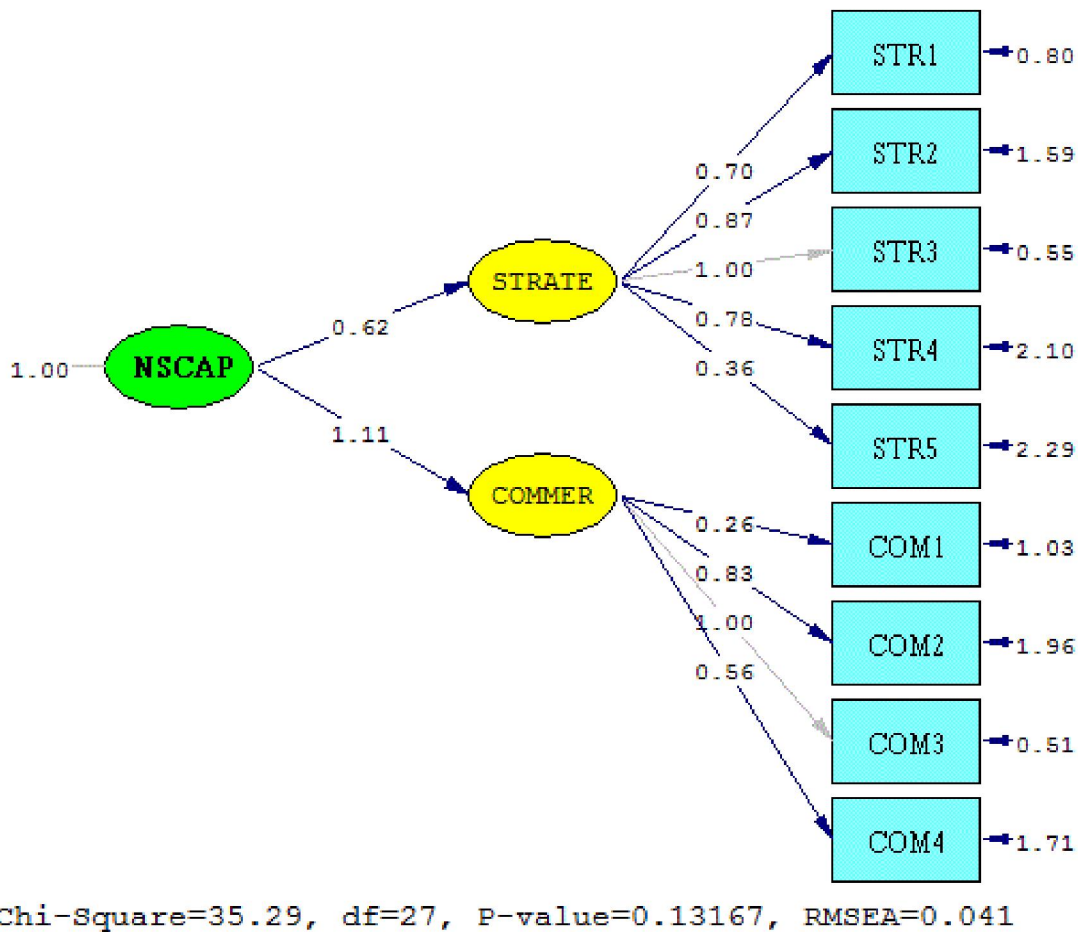 STR1
0.80
STR2
1.59
0.70
0.87
STR3
0.55
STRATE
1.00
0.62
0.78
STR4
2.10
1.00
NSCAP
0.36
1.11
STR5
2.29
COMMER
0.26
COM1
1.03
0.83
1.00
COM2
1.96
0.56
COM3
0.51
COM4
1.71
Chi-Square=35.29, df=27, P-value=0.13167, RMSEA=0.041